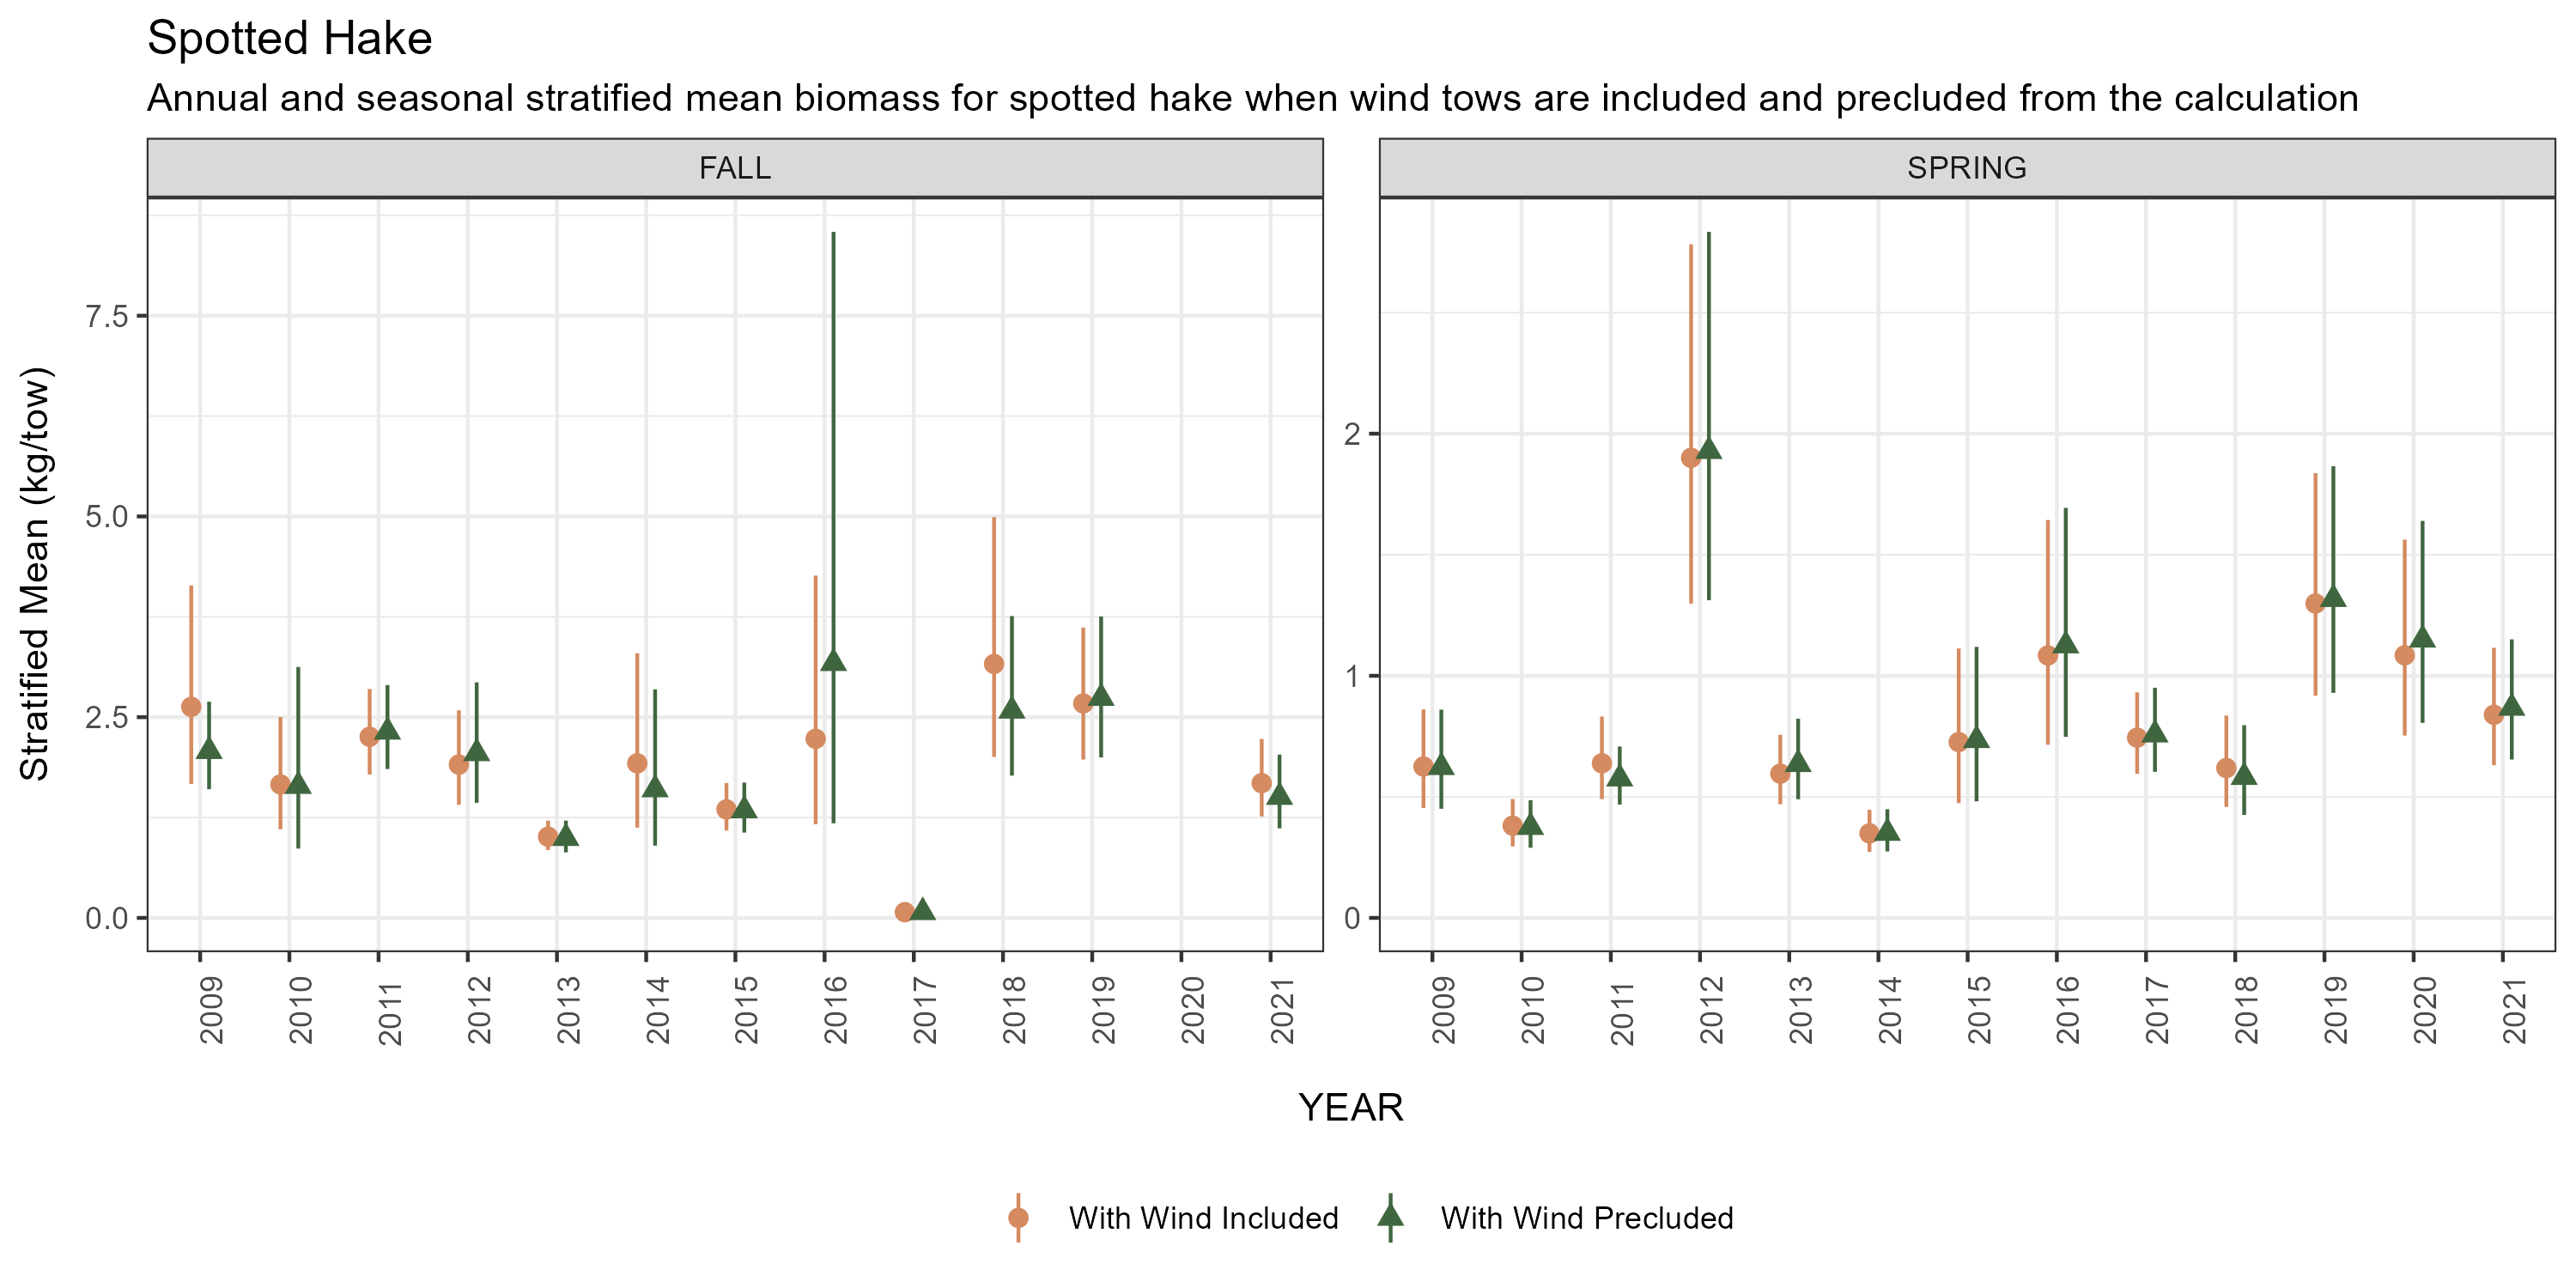 Spotted Hake
Annual and seasonal stratified mean biomass for spotted hake when wind tows are included and precluded from the calculation
FALL
SPRING
Stratified Mean (kg/tow)
7.5
5.0
2.5
0.0
2
1
0
2009 2010 2011 2012 2013 2014 2015 2016 2017 2018 2019 2020 2021
2009 2010 2011 2012 2013 2014 2015 2016 2017 2018 2019 2020 2021
YEAR
With Wind Included
With Wind Precluded